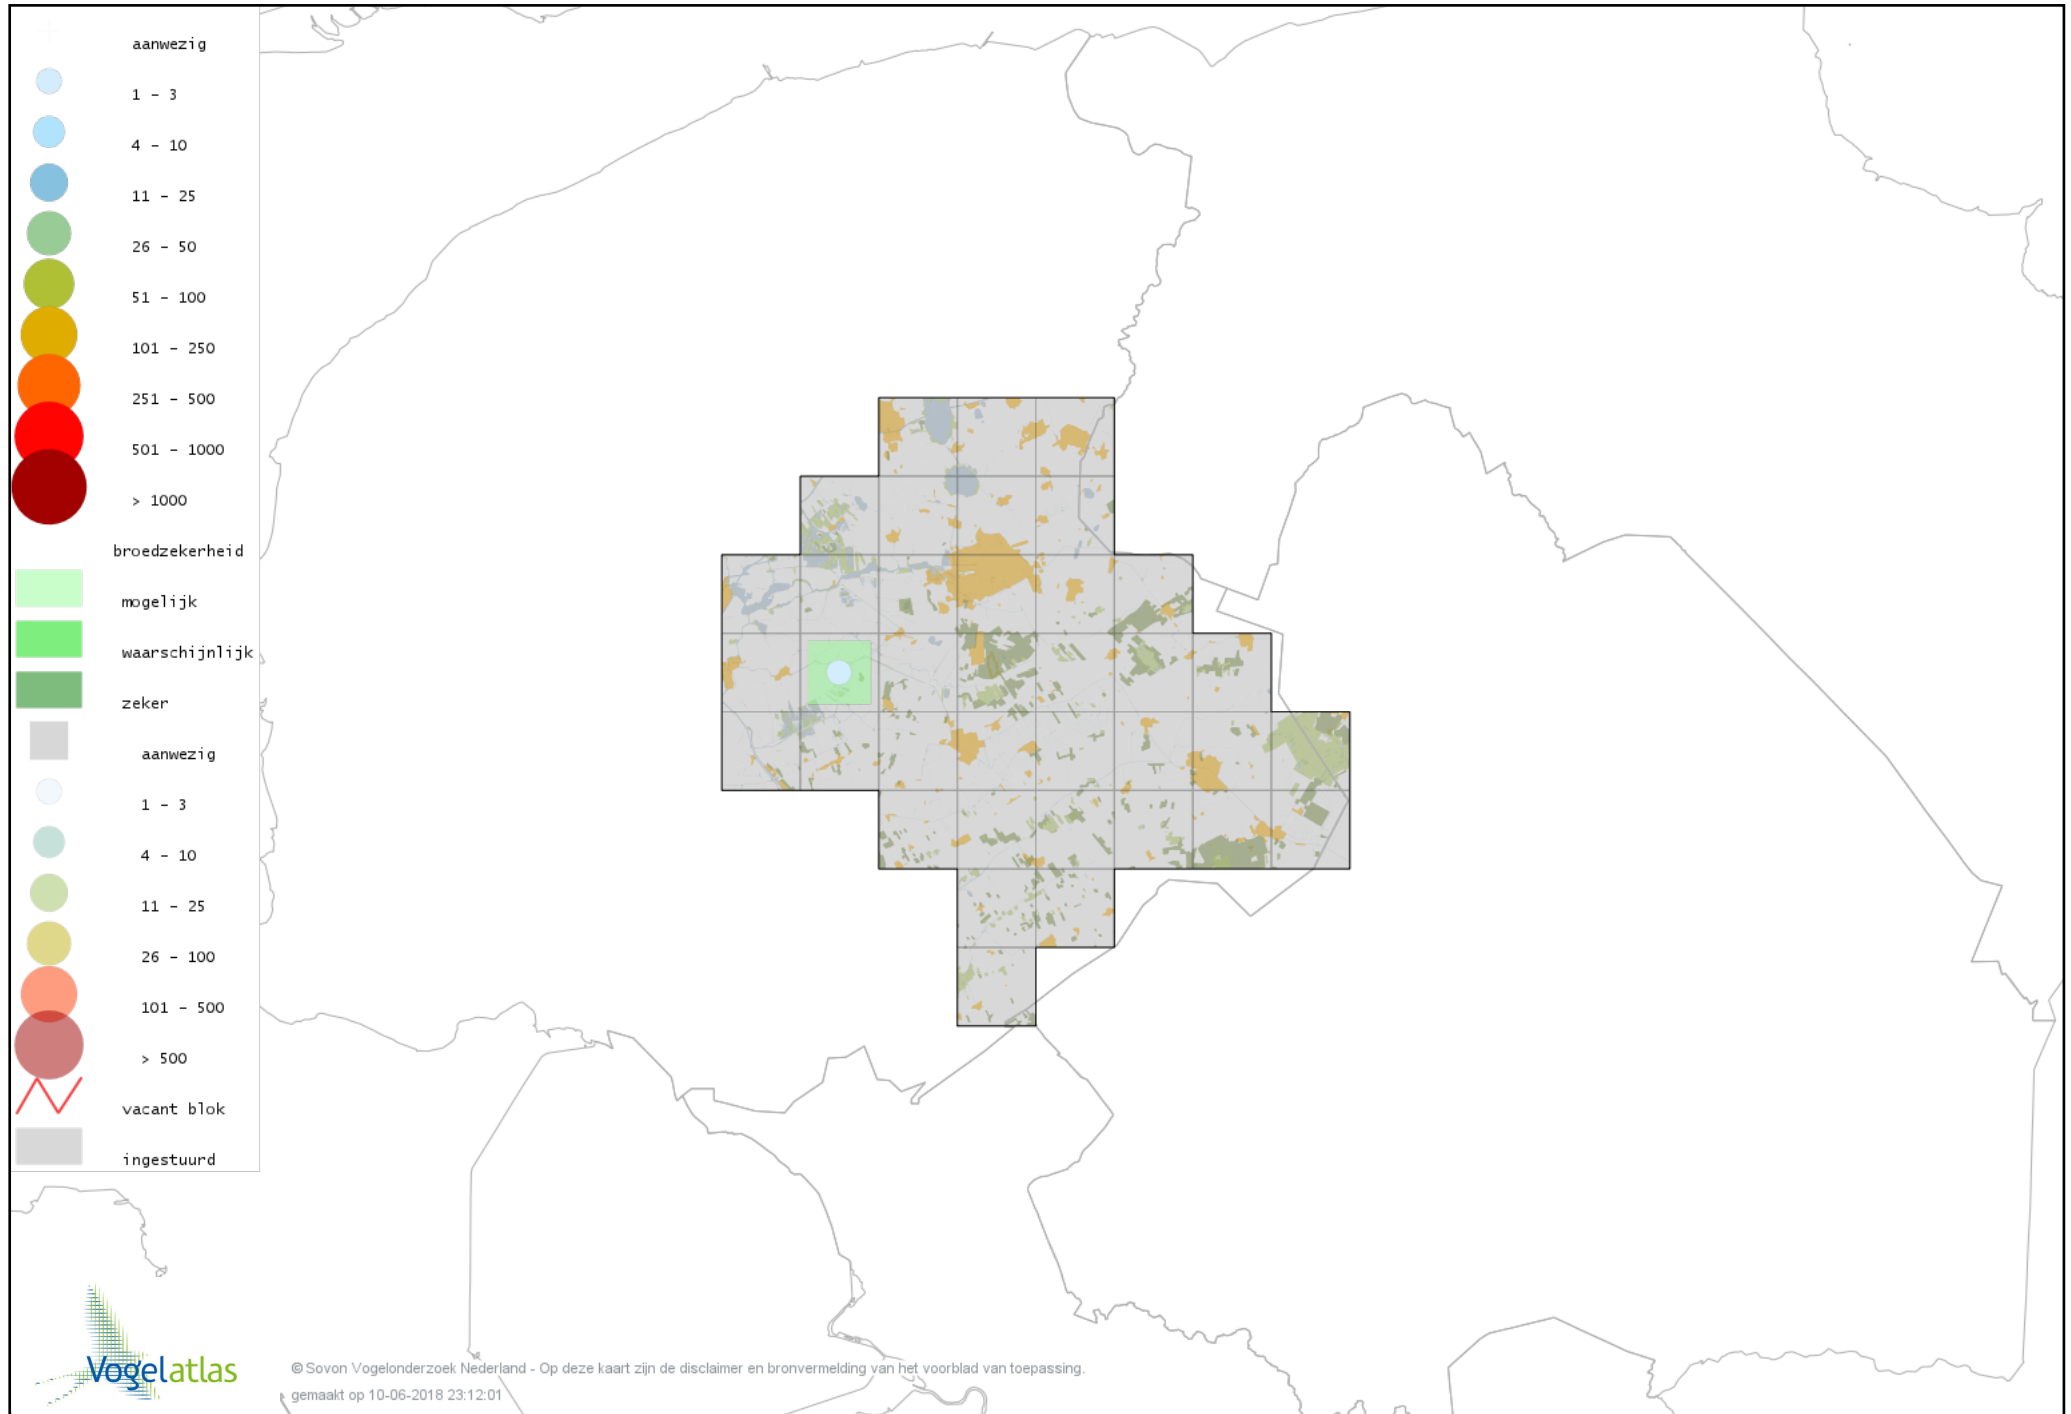 aanwezig
1 – 3
4 – 10
11 – 25
26 – 50
51 – 100
101 – 250
251 – 500
501 – 1000
> 1000
broedzekerheid
mogelijk
waarschijnlijk
zeker
aanwezig
1 – 3
4 – 10
11 – 25
26 – 100
101 – 500
> 500
vacant blok
ingestuurd
Vogelatlas
© Sovon Vogelonderzoek Nederland - Op deze kaart zijn de disclaimer en bronvermelding van het voorblad van toepassing.
gemaakt op 10-06-2018 23:12:01